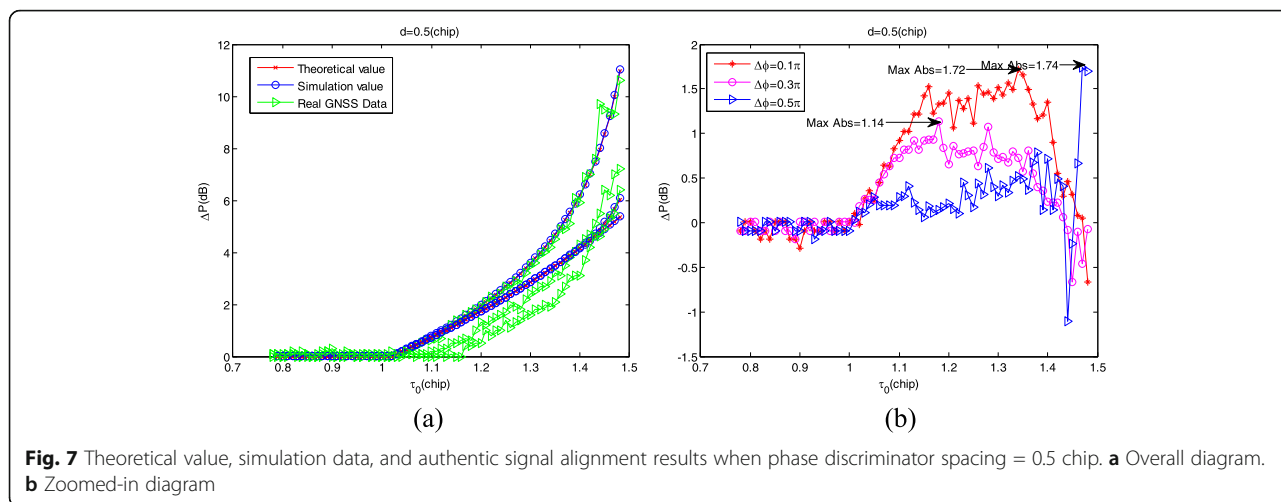 d=0.5(chip)
12
10
8
6
4
2
0
ΔP(dB)
Theoretical value
Simulation value
Real GNSS Data
0.7 0.8 0.9 1 1.1 1.2 1.3 1.4 1.5
τ0(chip)
(a)
d=0.5(chip)
2
1.5
1
0.5
0
-0.5
-1
-1.5
ΔP(dB)
Δϕ=0.1π
Δϕ=0.3π
Δϕ=0.5π
Max Abs=1.72
Max Abs=1.74
Max Abs=1.14
0.7 0.8 0.9 1 1.1 1.2 1.3 1.4 1.5
τ0(chip)
(b)
Fig. 7 Theoretical value, simulation data, and authentic signal alignment results when phase discriminator spacing = 0.5 chip. a Overall diagram.
b Zoomed-in diagram